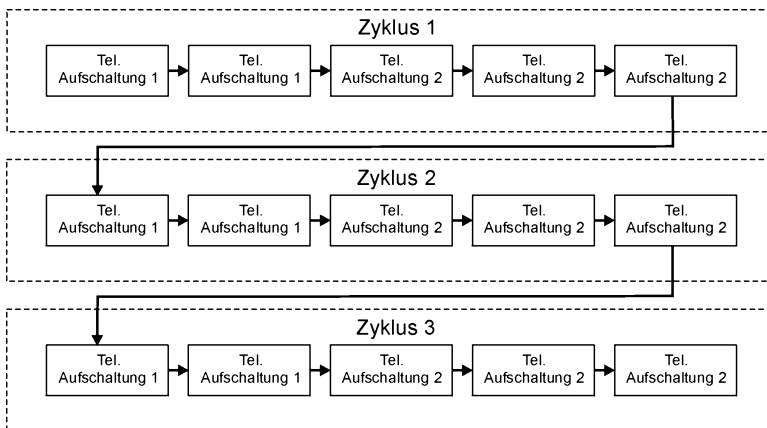 Zyklus 1
Tel.
Aufschaltung 1
Tel.
Aufschaltung 1
Tel.
Aufschaltung 2
Tel.
Aufschaltung 2
Tel.
Aufschaltung 2
Zyklus 2
Tel.
Aufschaltung 1
Tel.
Aufschaltung 1
Tel.
Aufschaltung 2
Tel.
Aufschaltung 2
Tel.
Aufschaltung 2
Zyklus 3
Tel.
Aufschaltung 1
Tel.
Aufschaltung 1
Tel.
Aufschaltung 2
Tel.
Aufschaltung 2
Tel.
Aufschaltung 2